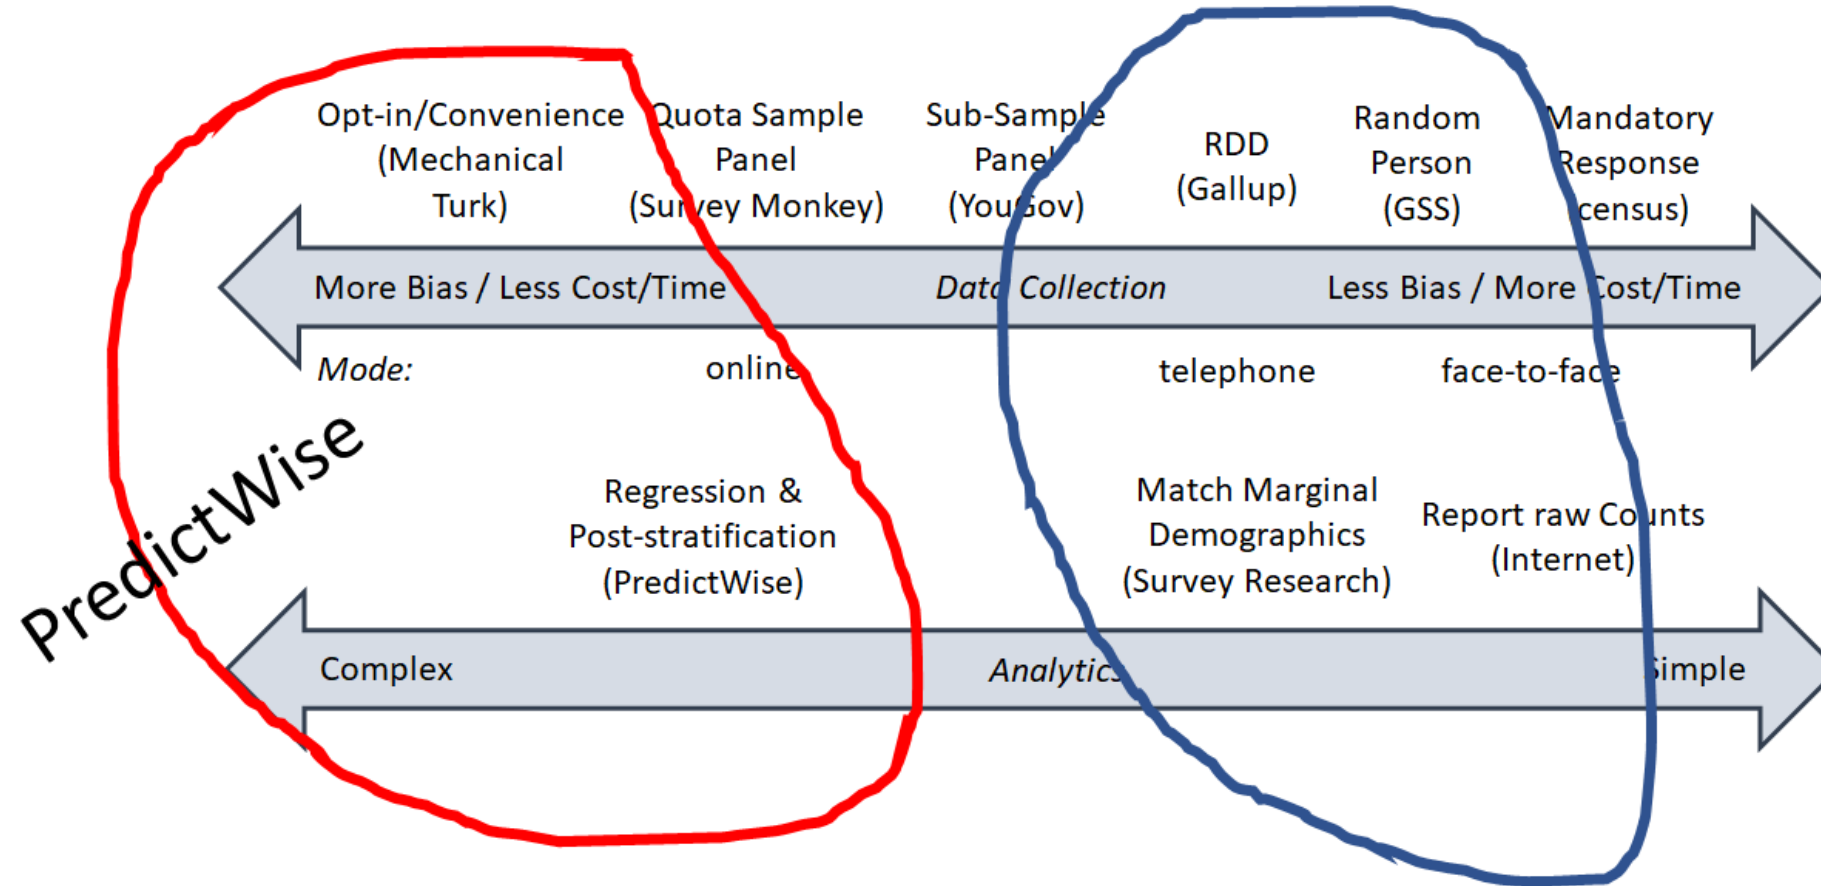 Opt-in/Convenience
(Mechanical
Turk)
Quota Sample
Panel
(Survey Monkey)
Sub-Sample
Panel
(YouGov)
RDD
(Gallup)
Random
Person
(GSS)
Mandatory
Response
(census)
More Bias / Less Cost/Time
Data Collection
Less Bias / More Cost/Time
Mode:
online
telephone
face-to-face
PredictWise
Regression &
Post-stratification
(PredictWise)
Match Marginal
Demographics
(Survey Research)
Report raw Counts
(Internet)
Complex
Analytics
Simple